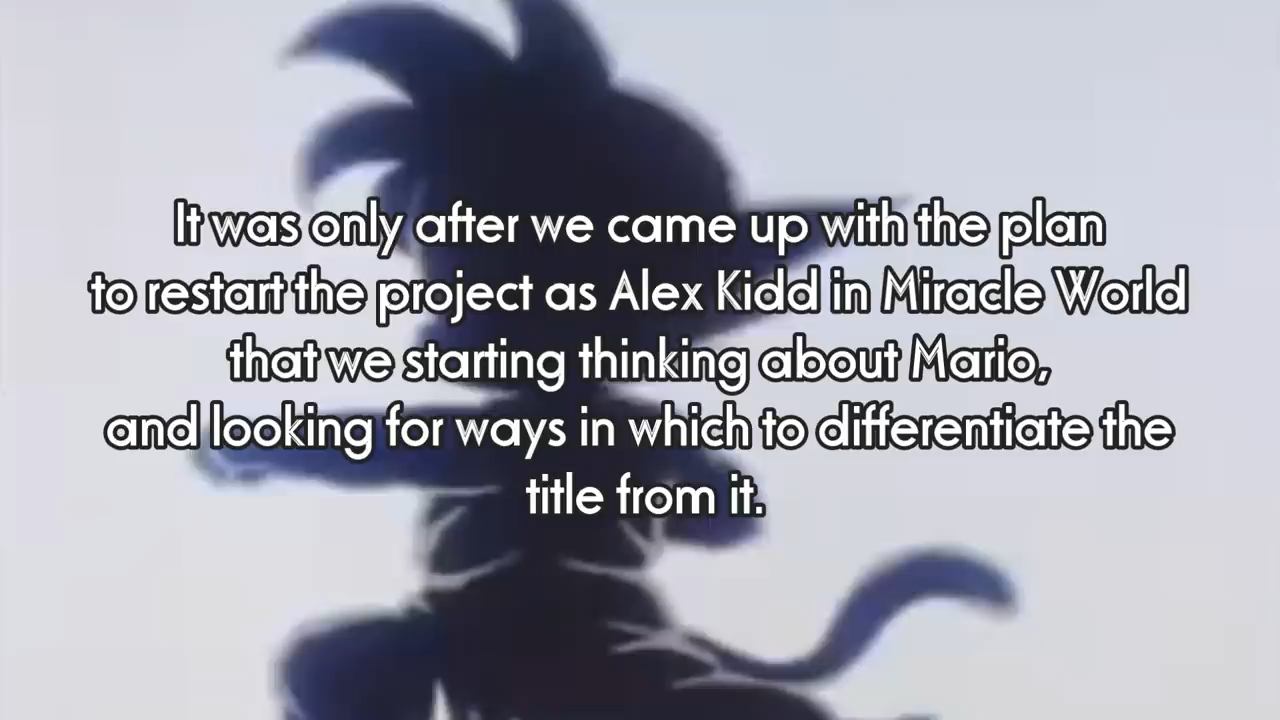 It was only after we came up with the plan
to restart the project as Alex Kidd in Miracle World
that we starting thinking about Mario,
and looking for ways in which to differentiate the
title from it.